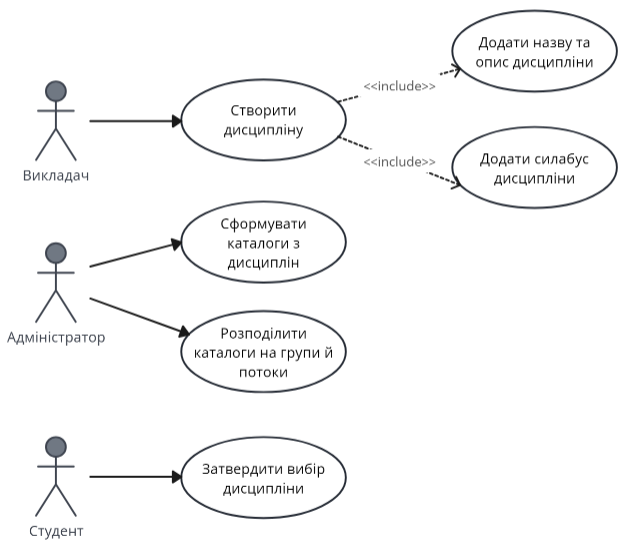 Додати назву та
опис дисципліни
<<include>>
Створити
дисципліну
Викладач
<<include>>
Додати силабус
дисципліни
Сформувати
каталоги з
дисциплін
Адміністратор
Розподілити
каталоги на групи й
потоки
Затвердити вибір
дисципліни
Студент